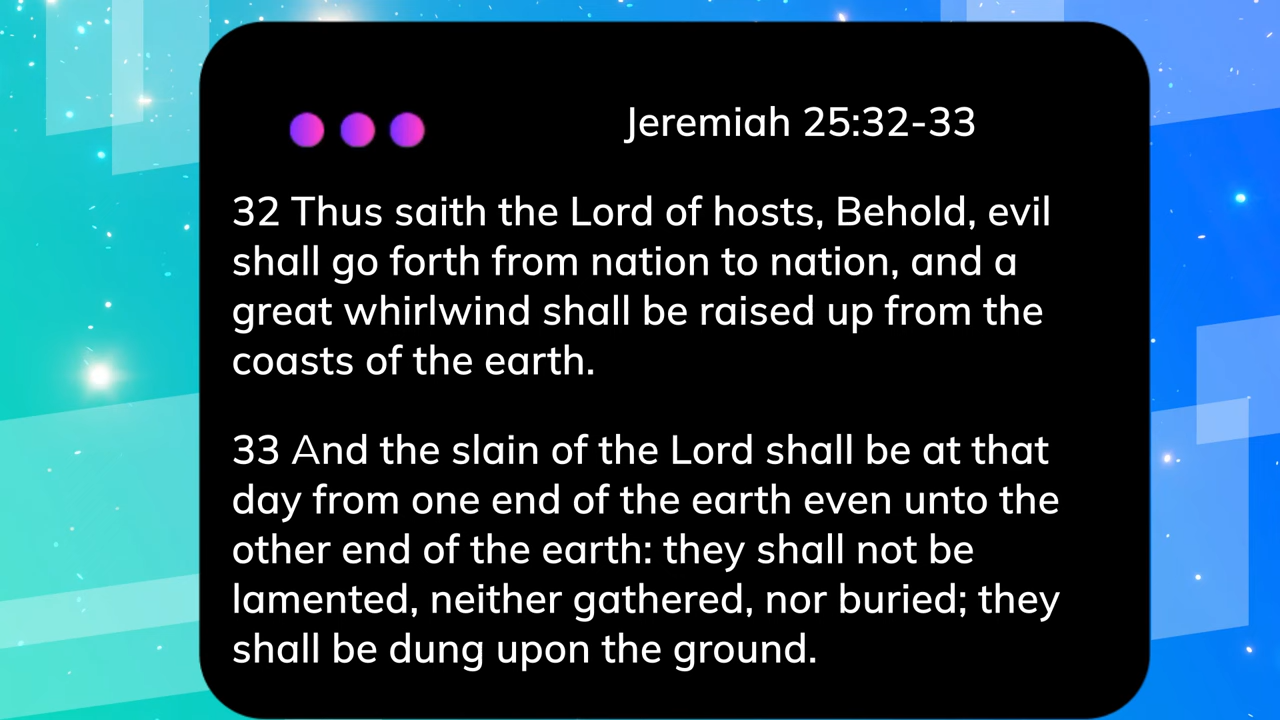 Jeremiah 25:32-33
32 Thus saith the Lord of hosts, Behold, evil
shall go forth from nation to nation, and a
great whirlwind shall be raised up from the
coasts of the earth.
33 And the slain of the Lord shall be at that
day from one end of the earth even unto the
other end of the earth: they shall not be
lamented, neither gathered, nor buried; they
shall be dung upon the ground.